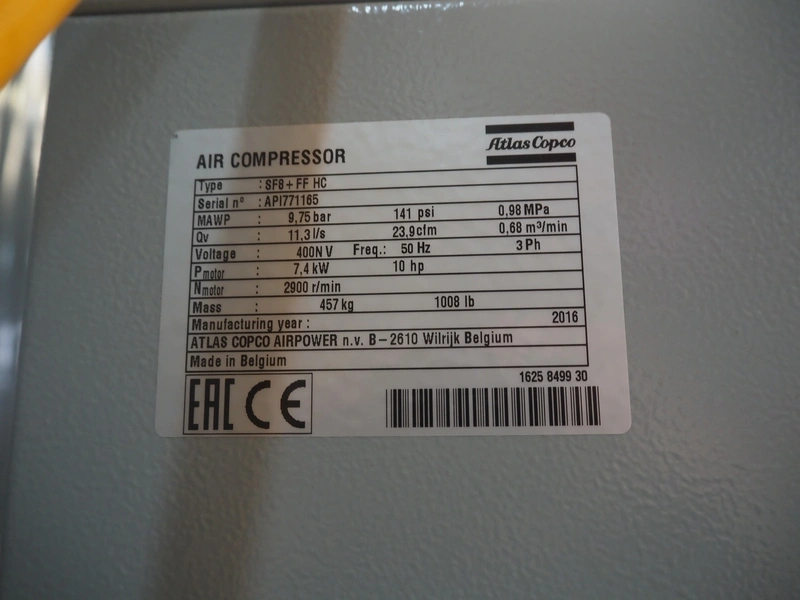 Atlas Copco
AIR COMPRESSOR
Type : SF8+FF HC
Serial nº : API771165
MAWP : 9,75 bar 141 psi 0,98 MPa
Qv : 11,3 l/s 23,9 cfm 0,68 m³/min
Voltage : 400N V Freq.: 50 Hz 3 Ph
Pmotor : 7,4 kW 10 hp
Nmotor : 2900 r/min
Mass : 457 kg 1008 lb
Manufacturing year : 2016
ATLAS COPCO AIRPOWER n.v. B-2610 Wilrijk Belgium
Made in Belgium
1625 8499 30
EAC CE